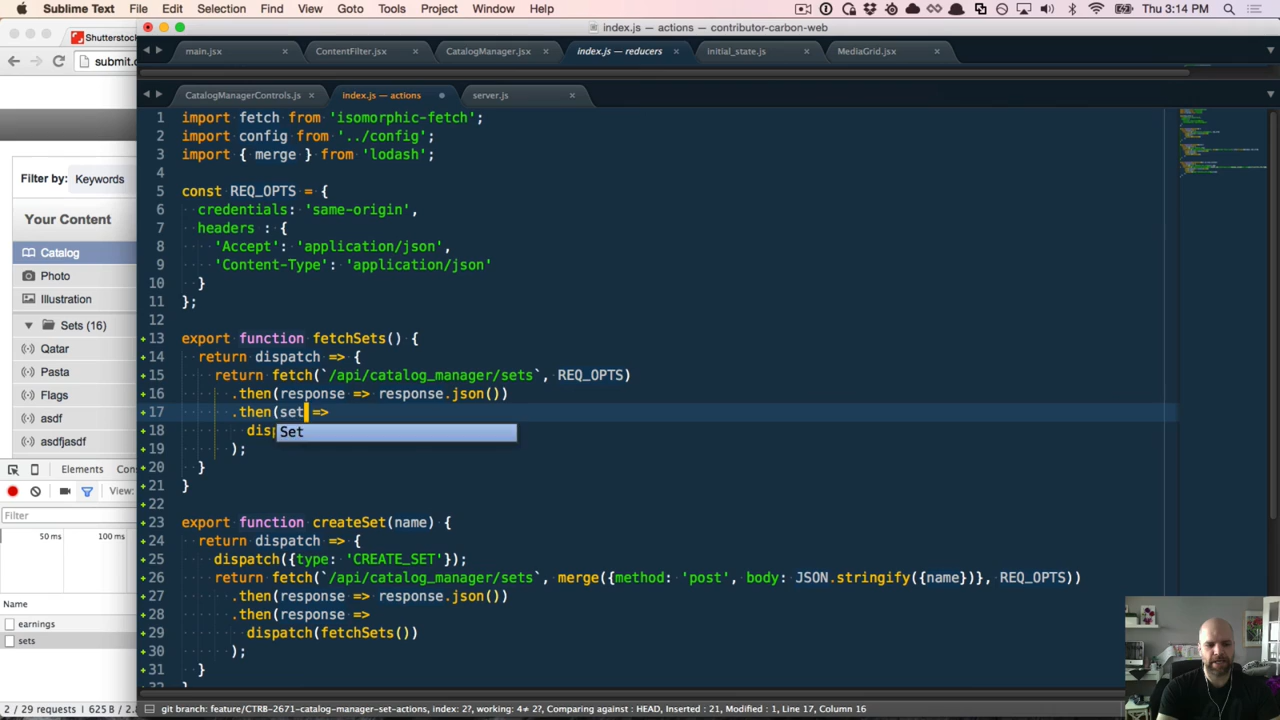 Sublime Text File Edit Selection Find View Goto Tools Project Window Help Thu 3:14 PM
index.js — actions • contributor-carbon-web
Shutterstock
submit.c
main.jsx ContentFilter.jsx CatalogManager.jsx index.js — reducers initial_state.js MediaGrid.jsx
CatalogManagerControls.js index.js — actions server.js
Filter by: Keywords
Your Content
Catalog
Photo
Illustration
Sets (16)
Qatar
Pasta
Flags
asdf
asdfjasdf
Elements Con
View:
Filter
50 ms 100 ms
Name
earnings
sets
2 / 29 requests | 625 B / 2.8
1 import fetch from 'isomorphic-fetch';
2 import config from '../config';
3 import { merge } from 'lodash';
4
5 const REQ_OPTS = {
6 credentials: 'same-origin',
7 headers : {
8 'Accept': 'application/json',
9 'Content-Type': 'application/json'
10 }
11 };
12
13 export function fetchSets() {
14 return dispatch => {
15 return fetch(`/api/catalog_manager/sets`, REQ_OPTS)
16 .then(response => response.json())
17 .then(set =>
18 disp
Set
19 );
20 }
21 }
22
23 export function createSet(name) {
24 return dispatch => {
25 dispatch({type: 'CREATE_SET'});
26 return fetch(`/api/catalog_manager/sets`, merge({method: 'post', body: JSON.stringify({name})}, REQ_OPTS))
27 .then(response => response.json())
28 .then(response =>
29 dispatch(fetchSets())
30 );
31 }
git branch: feature/CTRB-2671-catalog-manager-set-actions, index: 2?, working: 4≠ 2?, Comparing against : HEAD, Inserted : 21, Modified : 1, Line 17, Column 16